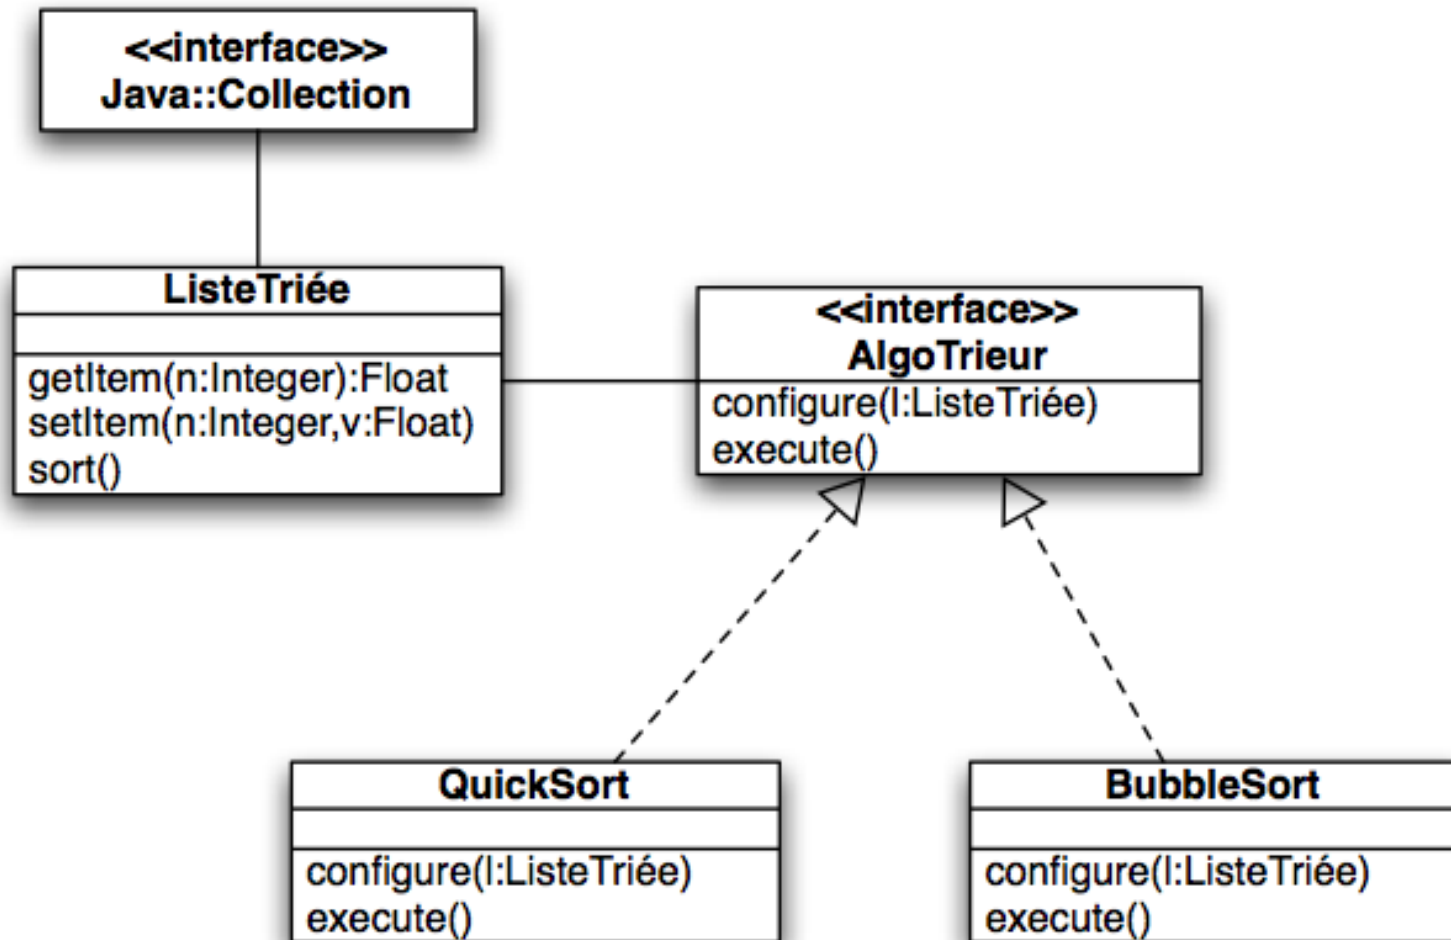 <<interface>>
Java::Collection
ListeTriée
getItem(n:Integer):Float
setItem(n:Integer,v:Float)
sort()
<<interface>>
AlgoTrieur
configure(l:ListeTriée)
execute()
QuickSort
configure(l:ListeTriée)
execute()
BubbleSort
configure(l:ListeTriée)
execute()